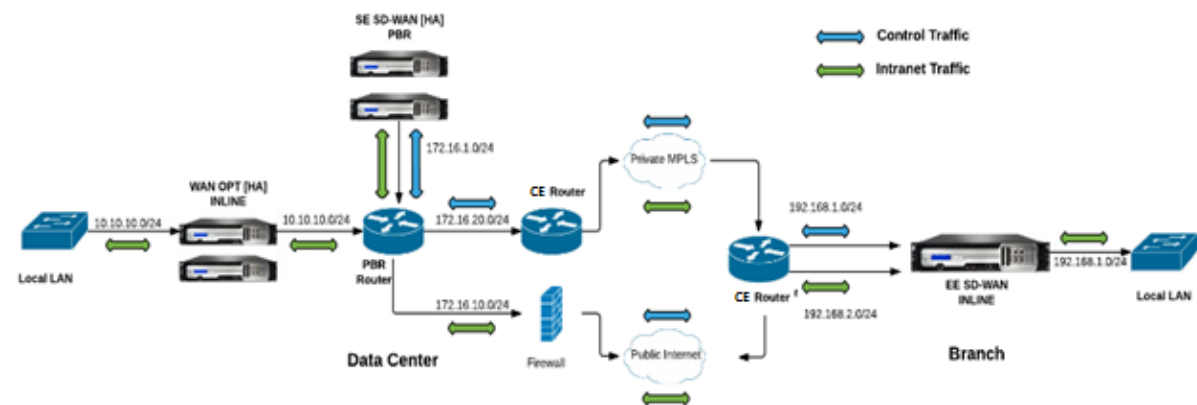 SE SD-WAN [HA]
PBR
Control Traffic
Intranet Traffic
172.16.1.0/24
Private MPLS
WAN OPT [HA]
INLINE
CE Router
10.10.10.0/24
10.10.10.0/24
172.16.20.0/24
192.168.1.0/24
Local LAN
PBR
Router
192.168.1.0/24
EE SD-WAN
INLINE
Local LAN
CE Router f
172.16.10.0/24
192.168.2.0/24
Data Center
Firewall
Public Internet
Branch